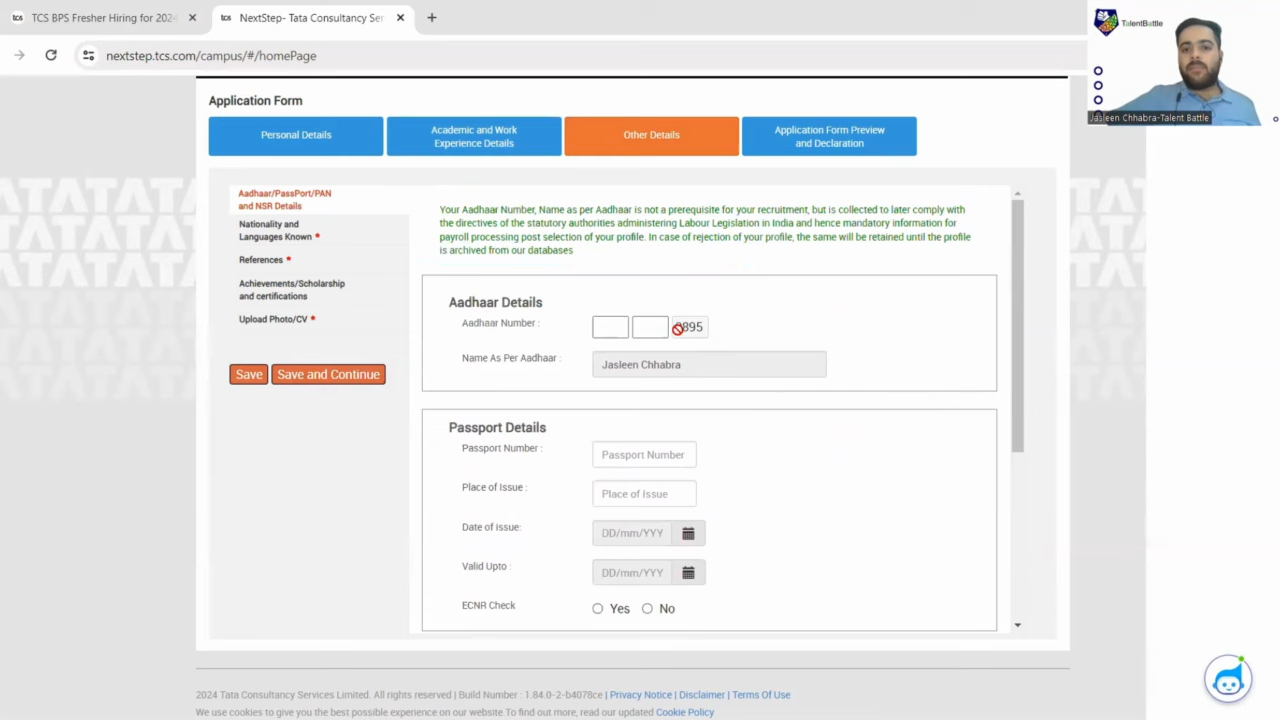 TCS BPS Fresher Hiring for 2024
NextStep- Tata Consultancy Ser
nextstep.tcs.com/campus/#/homePage
TalentBattle
Jasleen Chhabra-Talent Battle
Application Form
Personal Details
Academic and Work
Experience Details
Other Details
Application Form Preview
and Declaration
Aadhaar/PassPort/PAN
and NSR Details
Nationality and
Languages Known *
References *
Achievements/Scholarship
and certifications
Upload Photo/CV *
Save
Save and Continue
Your Aadhaar Number, Name as per Aadhaar is not a prerequisite for your recruitment, but is collected to later comply with
the directives of the statutory authorities administering Labour Legislation in India and hence mandatory information for
payroll processing post selection of your profile. In case of rejection of your profile, the same will be retained until the profile
is archived from our databases
Aadhaar Details
Aadhaar Number :
Name As Per Aadhaar :
Jasleen Chhabra
Passport Details
Passport Number :
Passport Number
Place of Issue :
Place of Issue
Date of Issue:
DD/mm/YYY
Valid Upto :
DD/mm/YYY
ECNR Check
Yes
No
2024 Tata Consultancy Services Limited. All rights reserved | Build Number : 1.84.0-2-b4078ce | Privacy Notice | Disclaimer | Terms Of Use
We use cookies to give you the best possible experience on our website.To find out more, read our updated Cookie Policy